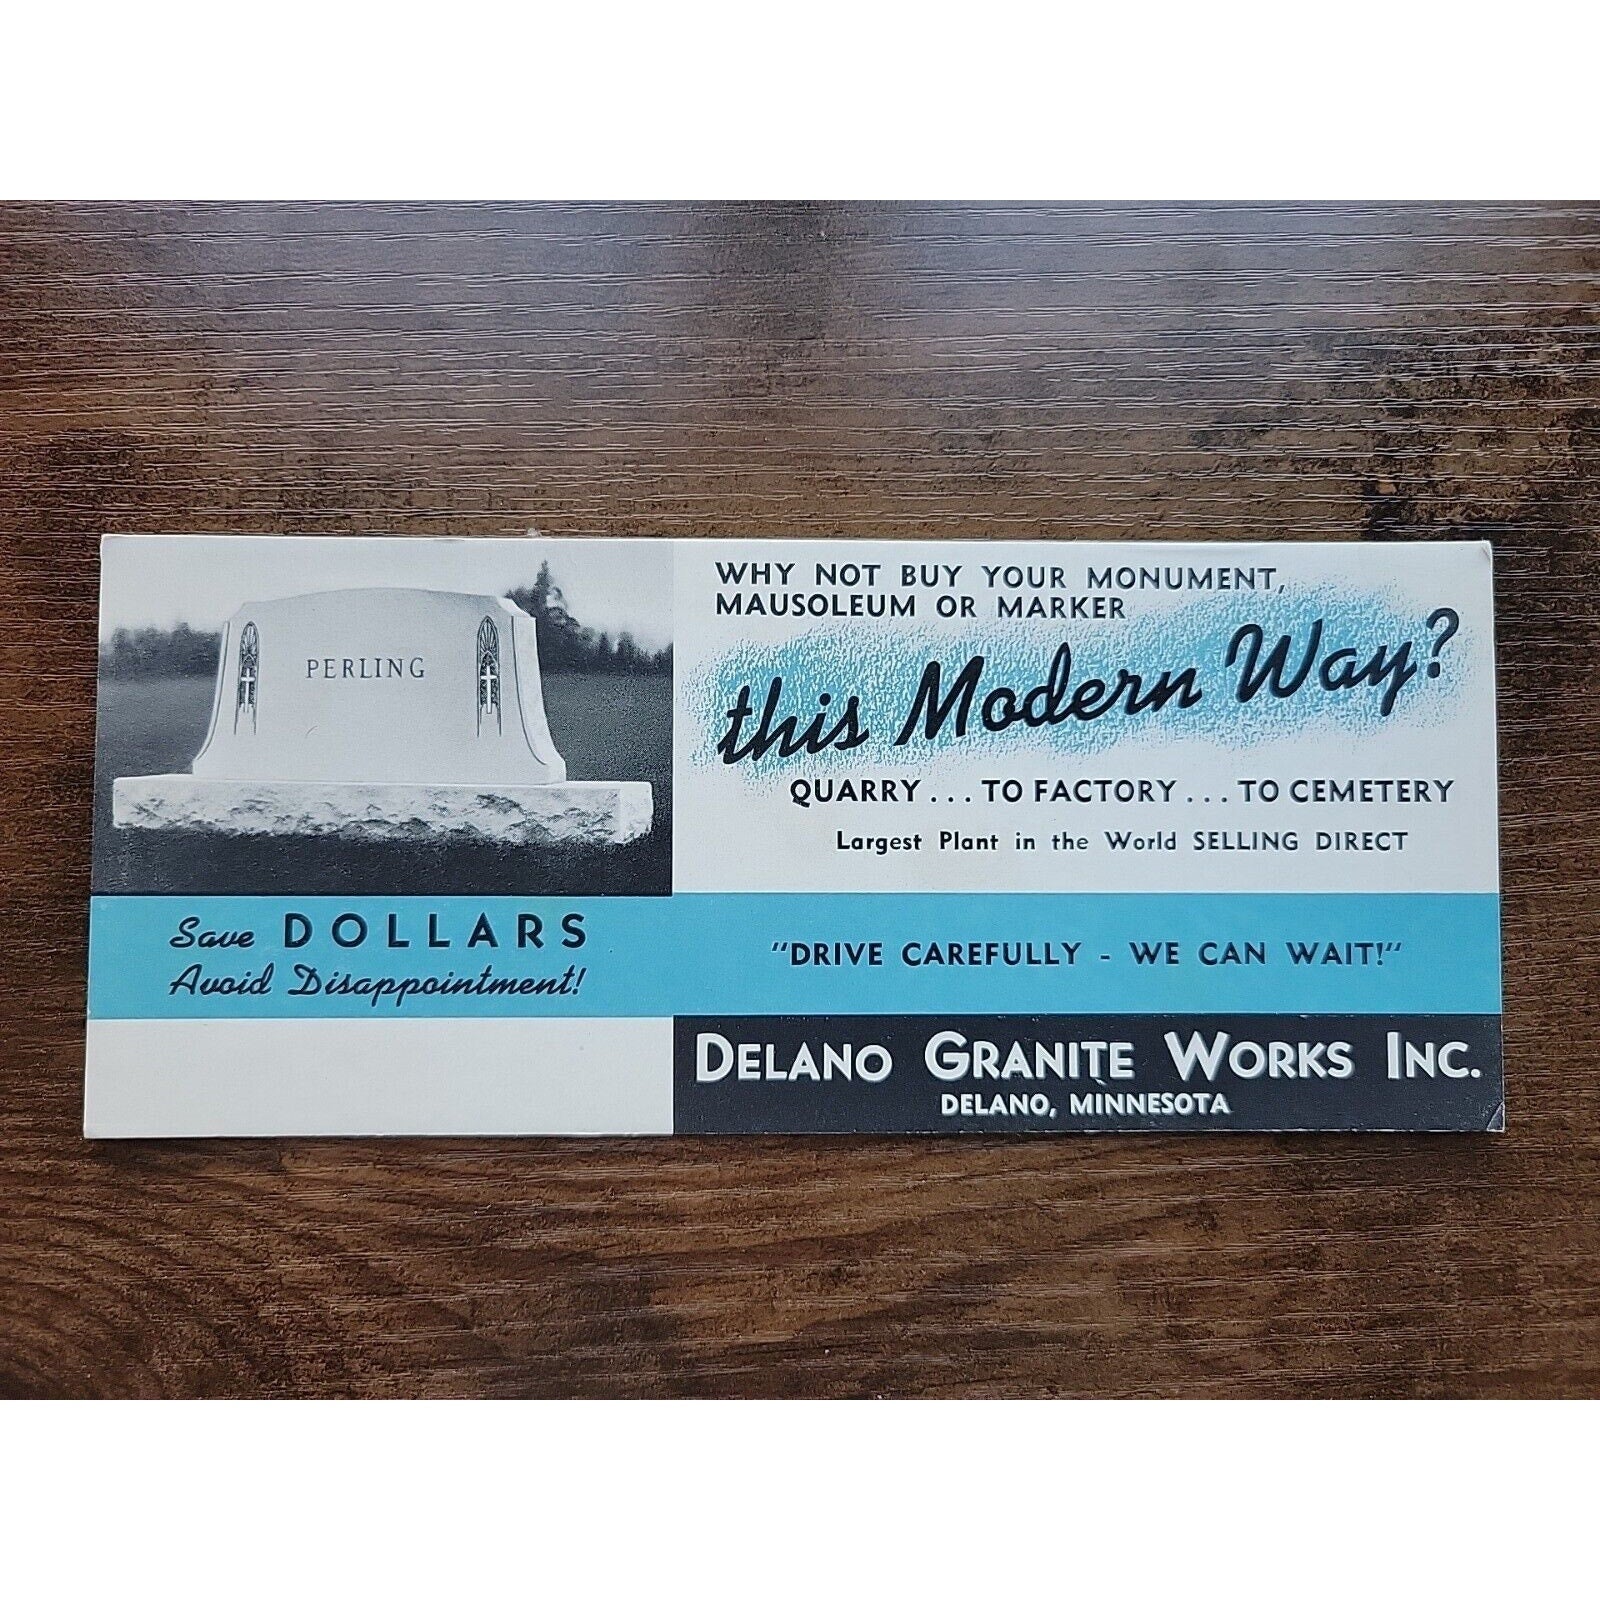 PERLING
Save DOLLARS
Avoid Disappointment!
WHY NOT BUY YOUR MONUMENT,
MAUSOLEUM OR MARKER
this Modern Way?
QUARRY... TO FACTORY... TO CEMETERY
Largest Plant in the World SELLING DIRECT
"DRIVE CAREFULLY - WE CAN WAIT!"
DELANO GRANITE WORKS INC.
DELANO, MINNESOTA